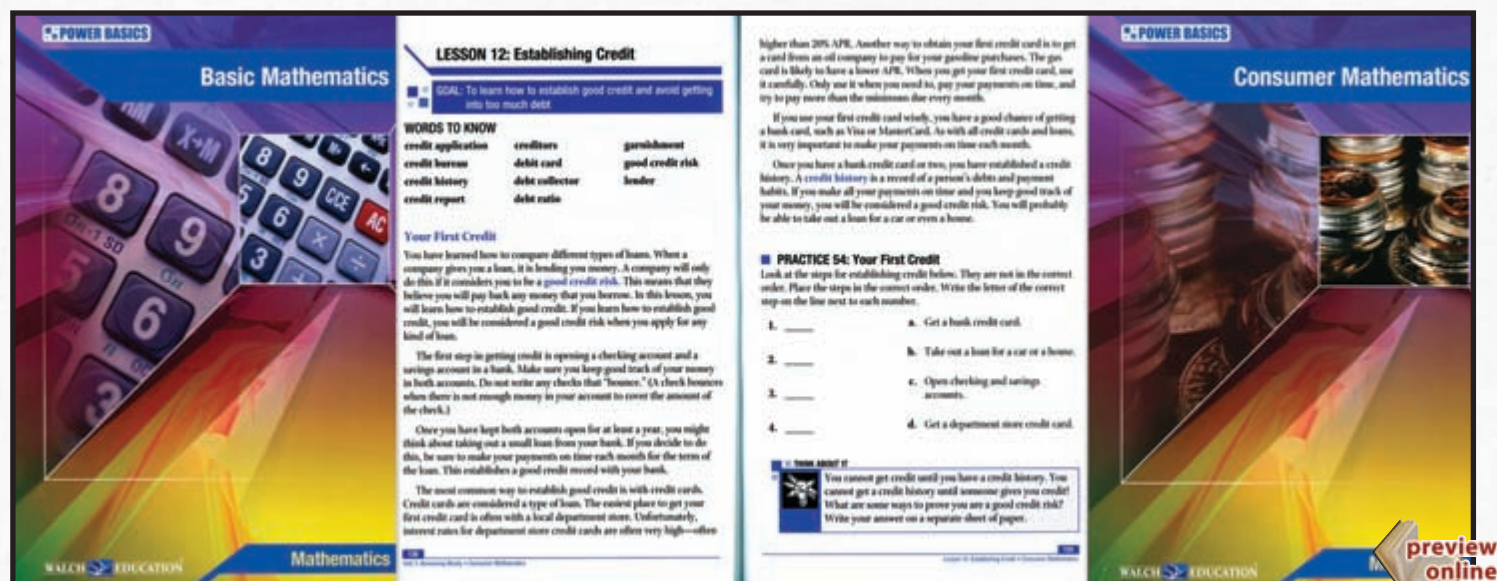 POWER BASICS
Basic Mathematics
WALCH EDUCATION
Mathematics
LESSON 12: Establishing Credit
GOAL: To learn how to establish good credit and avoid getting
into too much debt
WORDS TO KNOW
credit application creditors garnishment
credit bureau debit card good credit risk
credit history debt collector lender
credit report debt ratio
Your First Credit
You have learned how to compare different types of loans. When a
company gives you a loan, it is lending you money. A company will only
do this if it considers you to be a good credit risk. This means that they
believe you will pay back any money that you borrow. In this lesson, you
will learn how to establish good credit. If you learn how to establish good
credit, you will be considered a good credit risk when you apply for any
kind of loan.
The first step in getting credit is opening a checking account and a
savings account in a bank. Make sure you keep good track of your money
in both accounts. Do not write any checks that "bounce." (A check bounces
when there is not enough money in your account to cover the amount of
the check.)
Once you have kept both accounts open for at least a year, you might
think about taking out a small loan from your bank. If you decide to do
this, be sure to make your payments on time each month for the term of
the loan. This establishes a good credit record with your bank.
The most common way to establish good credit is with credit cards.
Credit cards are considered a type of loan. The easiest place to get your
first credit card is often with a local department store. Unfortunately,
interest rates for department store credit cards are often very high—often
higher than 20% APR. Another way to obtain your first credit card is to get
a card from an oil company to pay for your gasoline purchases. The gas
card is likely to have a lower APR. When you get your first credit card, use
it carefully. Only use it when you need to, pay your payments on time, and
try to pay more than the minimum due every month.
If you use your first credit card wisely, you have a good chance of getting
a bank card, such as Visa or MasterCard. As with all credit cards and loans,
it is very important to make your payments on time each month.
Once you have a bank credit card or two, you have established a credit
history. A credit history is a record of a person's debts and payment
habits. If you make all your payments on time and you keep good track of
your money, you will be considered a good credit risk. You will probably
be able to take out a loan for a car or even a house.
PRACTICE 54: Your First Credit
Look at the steps for establishing credit below. They are not in the correct
order. Place the steps in the correct order. Write the letter of the correct
step on the line next to each number.
1. ____ a. Get a bank credit card.
2. ____ b. Take out a loan for a car or a house.
3. ____ c. Open checking and savings
accounts.
4. ____ d. Get a department store credit card.
THINK ABOUT IT
You cannot get credit until you have a credit history. You
cannot get a credit history until someone gives you credit!
What are some ways to prove you are a good credit risk?
Write your answer on a separate sheet of paper.
Lesson 12: Establishing Credit • Consumer Mathematics
POWER BASICS
Consumer Mathematics
WALCH EDUCATION
preview
online